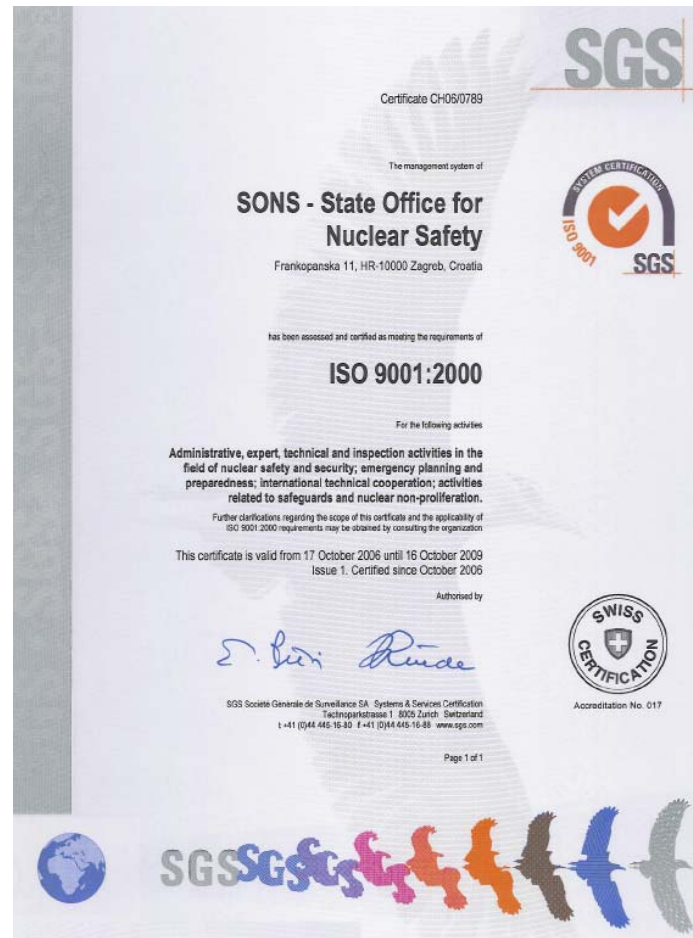 SGS
Certificate CH06/0789
The management system of
SONS - State Office for
Nuclear Safety
Frankopanska 11, HR-10000 Zagreb, Croatia
SYSTEM CERTIFICATION
ISO 9001
SGS
has been assessed and certified as meeting the requirements of
ISO 9001:2000
For the following activities
Administrative, expert, technical and inspection activities in the
field of nuclear safety and security; emergency planning and
preparedness; international technical cooperation; activities
related to safeguards and nuclear non-proliferation.
Further clarifications regarding the scope of this certificate and the applicability of
ISO 9001:2000 requirements may be obtained by consulting the organization
This certificate is valid from 17 October 2006 until 16 October 2009
Issue 1. Certified since October 2006
Authorised by
SWISS
CERTIFICATION
Accreditation No. 017
SGS Société Générale de Surveillance SA Systems & Services Certification
Technoparkstrasse 1 8005 Zurich Switzerland
t +41 (0)44 445-16-80 f +41 (0)44 445-16-88 www.sgs.com
Page 1 of 1
SGSSGSSGS